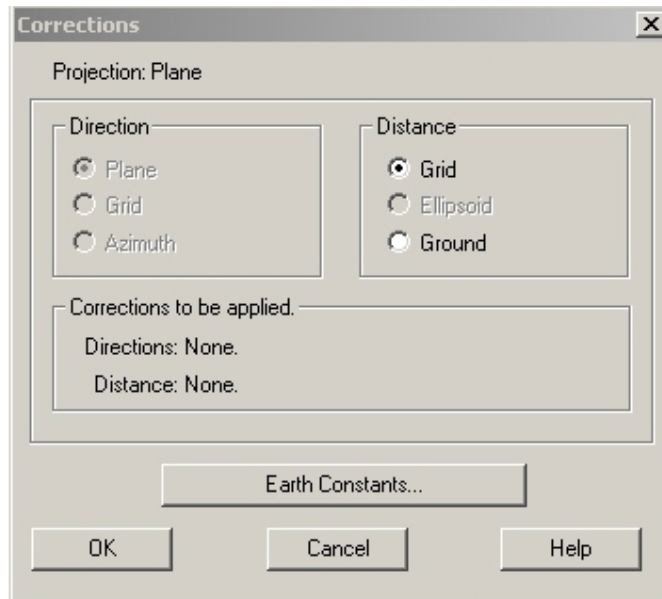 Corrections
Projection: Plane
Direction
Plane
Grid
Azimuth
Distance
Grid
Ellipsoid
Ground
Corrections to be applied.
Directions: None.
Distance: None.
Earth Constants...
OK
Cancel
Help